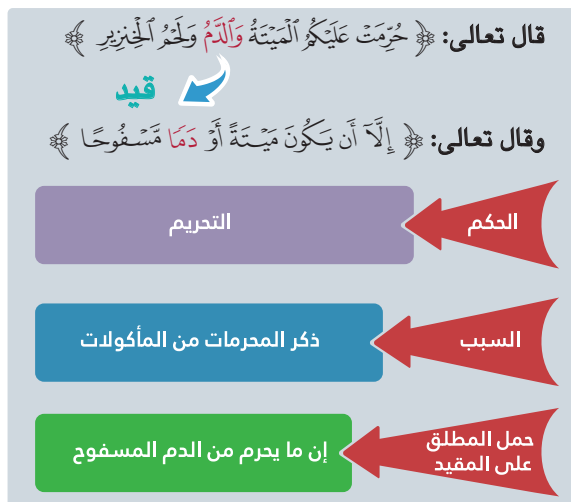 قال تعالى: ﴿ حُرِّمَتْ عَلَيْكُمُ الْمَيْتَةُ وَالدَّمُ وَلَحْمُ الْخِنزِيرِ ﴾
قيد
وقال تعالى: ﴿ إِلَّآ أَن يَكُونَ مَيْتَةً أَوْ دَمًا مَّسْفُوحًا ﴾
الحكم
التحريم
السبب
ذكر المحرمات من المأكولات
حمل المطلق
على المقيد
إن ما يحرم من الدم المسفوح